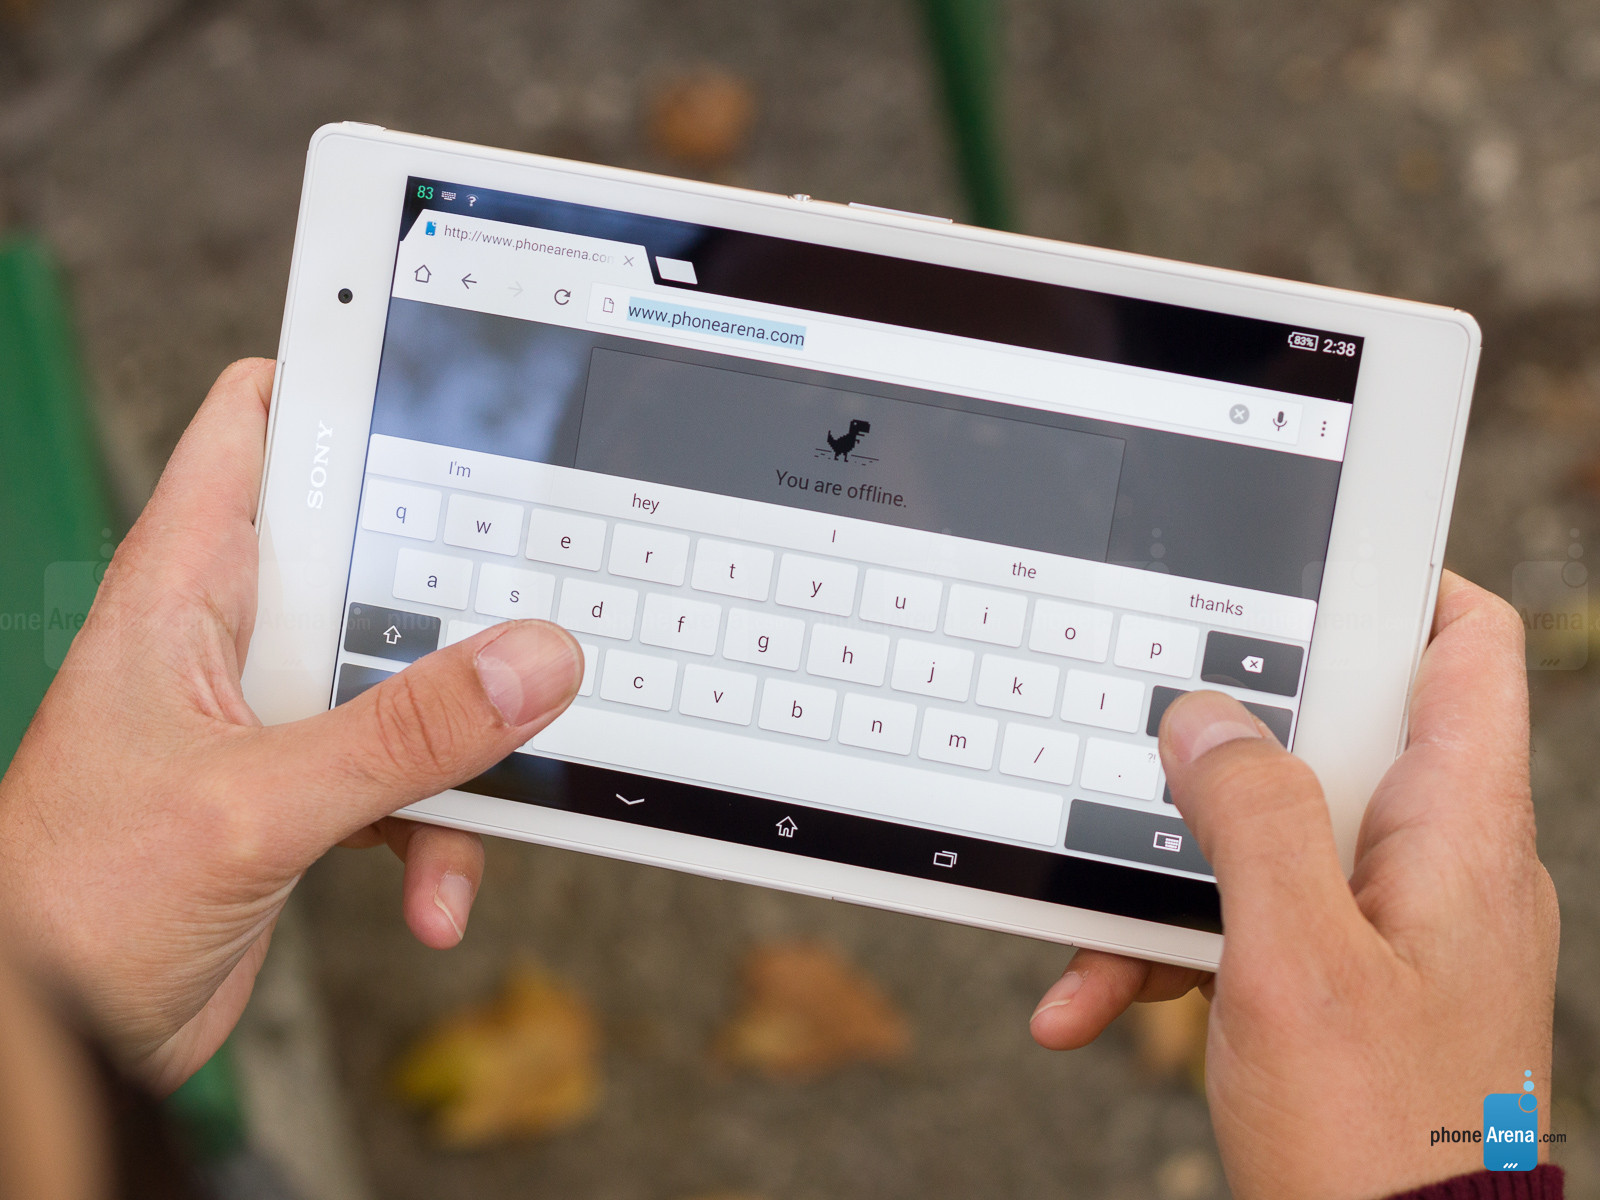 83 ?
http://www.phonearena.con
83% 2:38
www.phonearena.com
SONY
You are offline.
I'm hey I the thanks
q w e r t y u i o p
a s d f g h j k l
c v b n m / . ?!
phoneArena.com